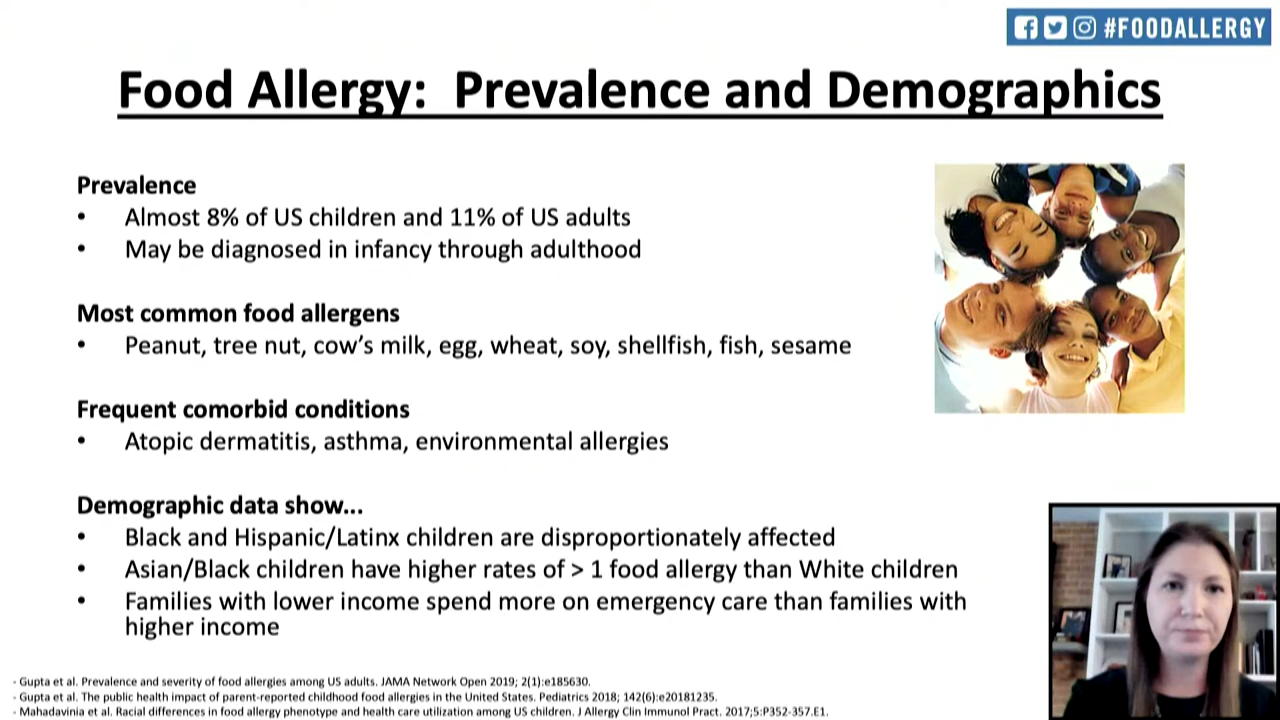 #FOODALLERGY
Food Allergy: Prevalence and Demographics
Prevalence
• Almost 8% of US children and 11% of US adults
• May be diagnosed in infancy through adulthood
Most common food allergens
• Peanut, tree nut, cow’s milk, egg, wheat, soy, shellfish, fish, sesame
Frequent comorbid conditions
• Atopic dermatitis, asthma, environmental allergies
Demographic data show...
• Black and Hispanic/Latinx children are disproportionately affected
• Asian/Black children have higher rates of > 1 food allergy than White children
• Families with lower income spend more on emergency care than families with
higher income
- Gupta et al. Prevalence and severity of food allergies among US adults. JAMA Network Open 2019; 2(1):e185630.
- Gupta et al. The public health impact of parent-reported childhood food allergies in the United States. Pediatrics 2018; 142(6):e20181235.
- Mahadavinia et al. Racial differences in food allergy phenotype and health care utilization among US children. J Allergy Clin Immunol Pract. 2017;5:P352-357.E1.